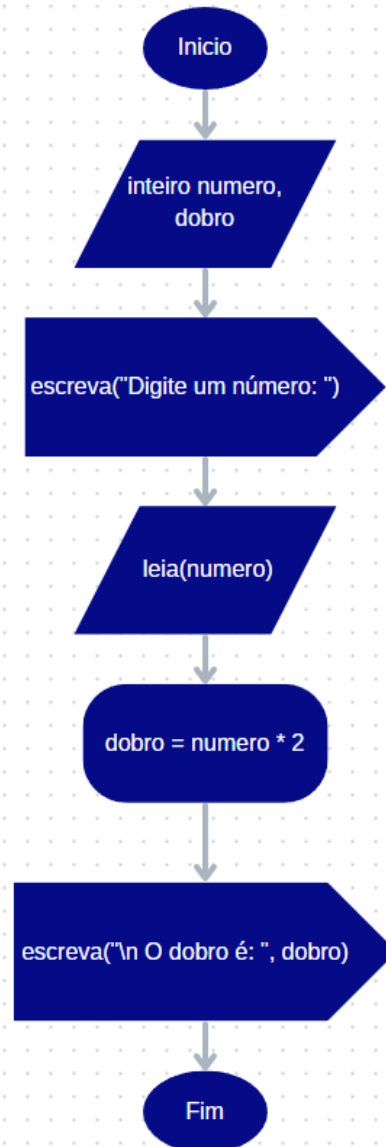 Inicio
inteiro numero,
dobro
escreva("Digite um número: ")
leia(numero)
dobro = numero * 2
escreva("\n O dobro é: ", dobro)
Fim